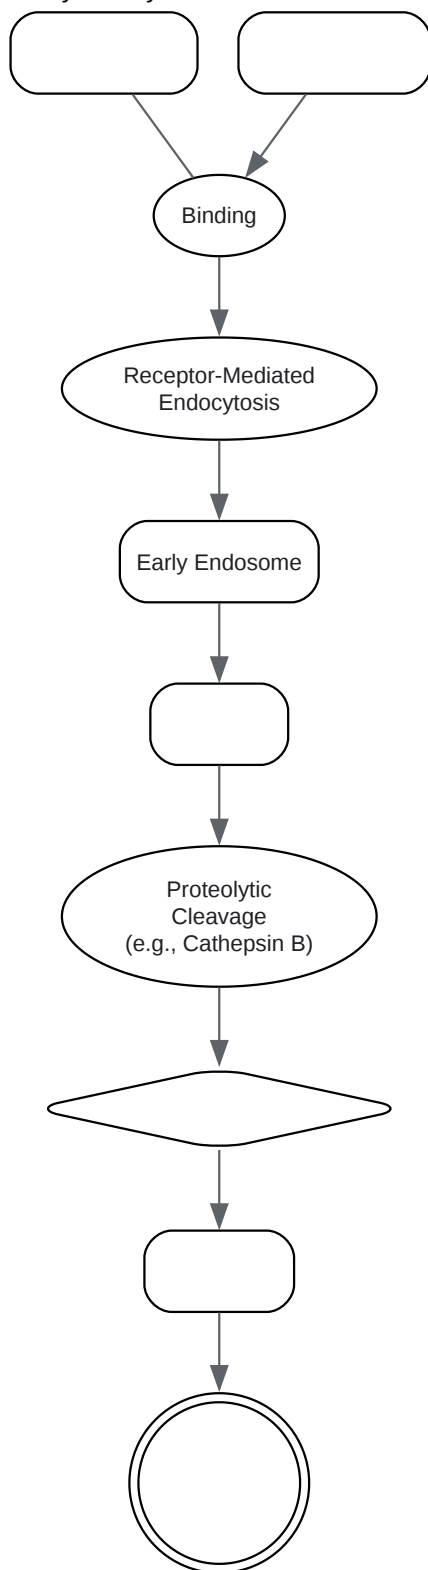 Binding
Receptor-Mediated
Endocytosis
Early Endosome
Proteolytic
Cleavage
(e.g., Cathepsin B)